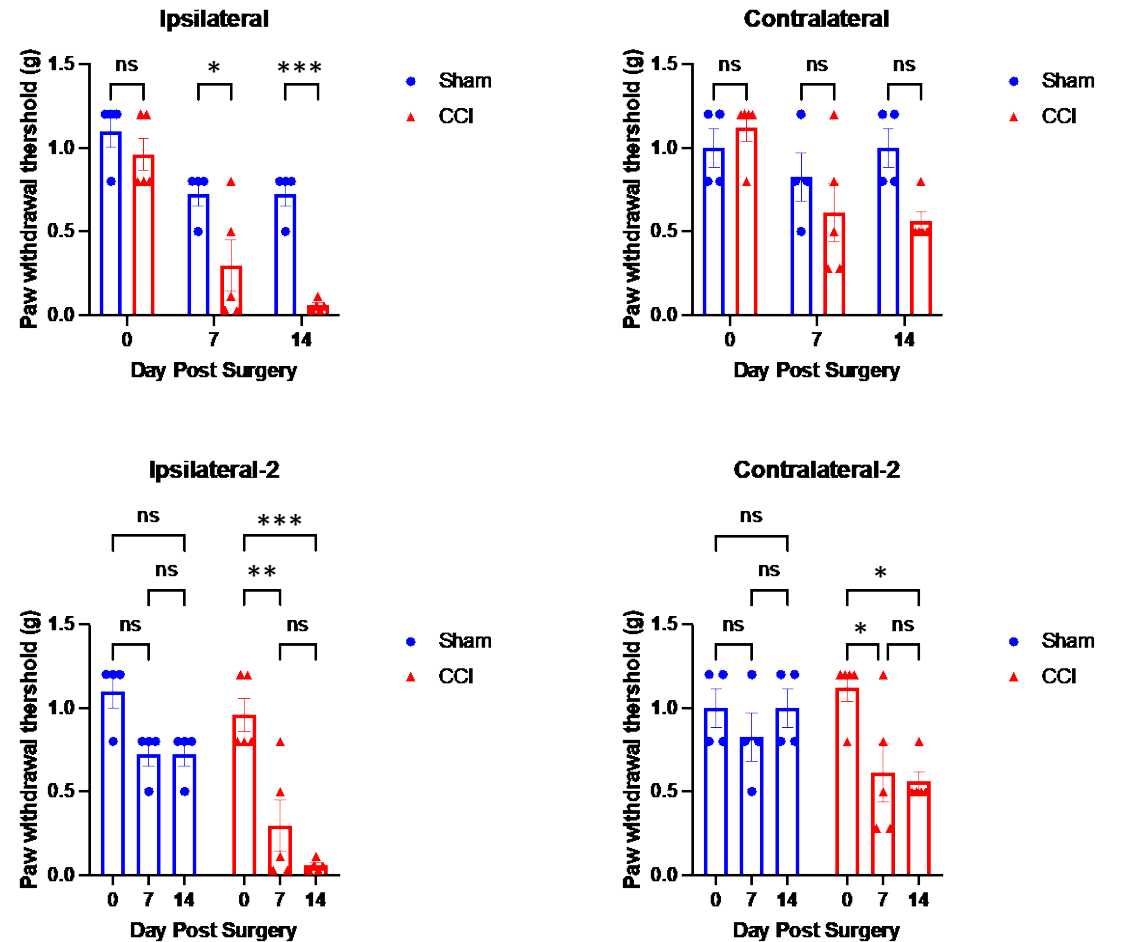 Ipsilateral
Paw withdrawal thershold (g)
1.5
1.0
0.5
0.0
ns
*
***
Sham
CCI
0 7 14
Day Post Surgery
Contralateral
Paw withdrawal thershold (g)
1.5
1.0
0.5
0.0
ns
ns
ns
Sham
CCI
0 7 14
Day Post Surgery
Ipsilateral-2
ns
***
ns
**
ns
ns
Paw withdrawal thershold (g)
1.5
1.0
0.5
0.0
Sham
CCI
0 7 14 0 7 14
Day Post Surgery
Contralateral-2
ns
ns
*
ns
*
ns
Paw withdrawal thershold (g)
1.5
1.0
0.5
0.0
Sham
CCI
0 7 14 0 7 14
Day Post Surgery